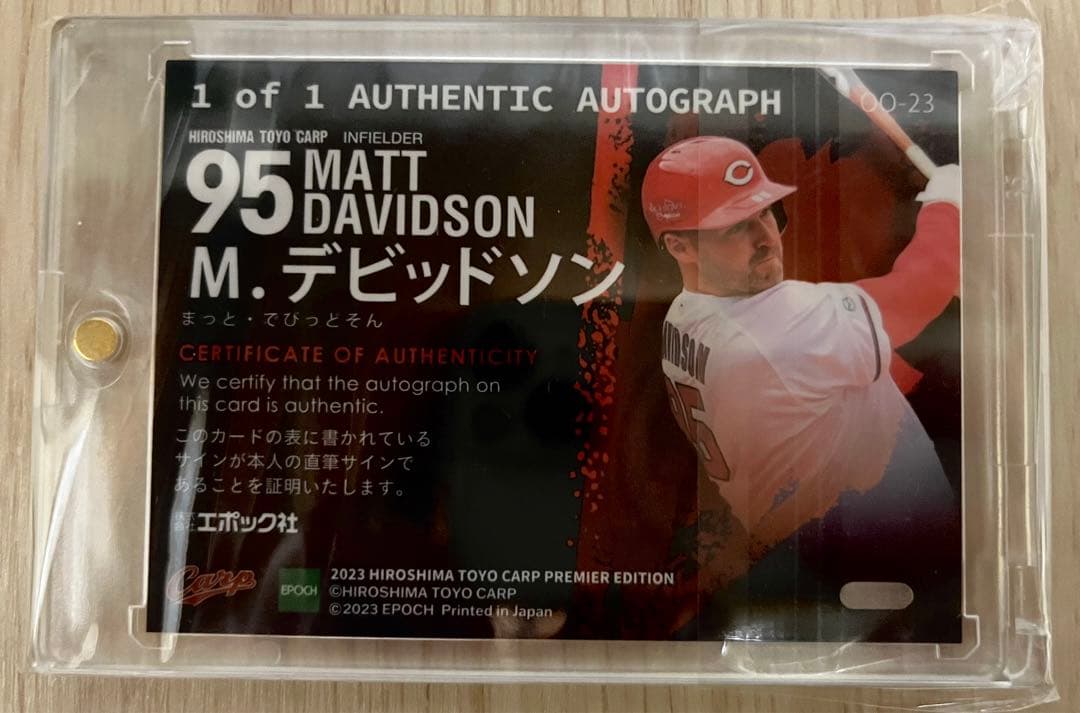 1 of 1 AUTHENTIC AUTOGRAPH
OO-23
HIROSHIMA TOYO CARP INFIELDER
95 MATT
DAVIDSON
M.デビッドソン
まっと・でびっどそん
CERTIFICATE OF AUTHENTICITY
We certify that the autograph on
this card is authentic.
このカードの表に書かれている
サインが本人の直筆サインで
あることを証明いたします。
株式会社エポック社
Carp
EPOCH
2023 HIROSHIMA TOYO CARP PREMIER EDITION
©HIROSHIMA TOYO CARP
©2023 EPOCH Printed in Japan
C
95